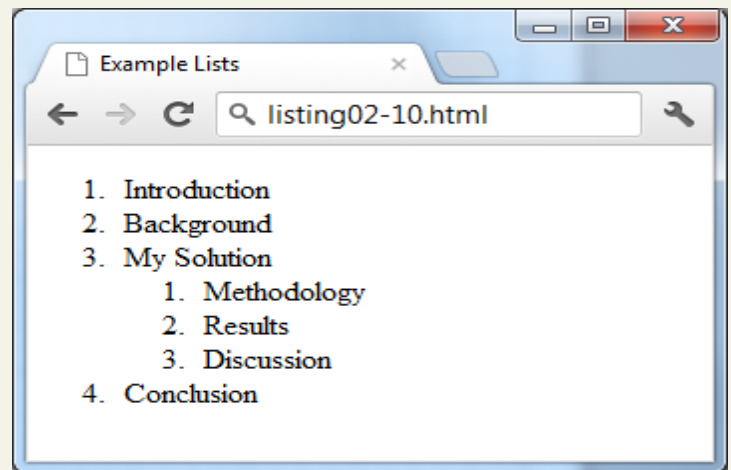 Example Lists
listing02-10.html
1. Introduction
2. Background
3. My Solution
1. Methodology
2. Results
3. Discussion
4. Conclusion